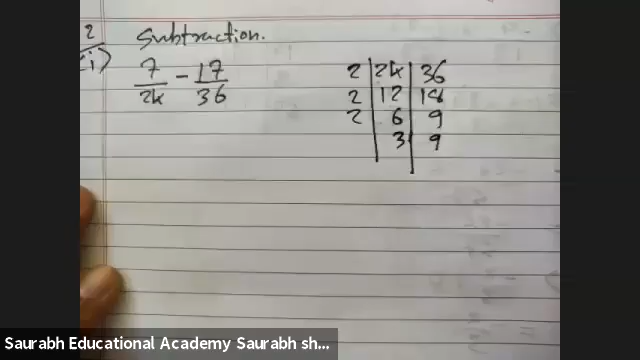 2 Subtraction.
(i) 7/24 - 17/36
2 | 24 | 36
2 | 12 | 18
2 | 6 | 9
3 | 9
Saurabh Educational Academy Saurabh sh...